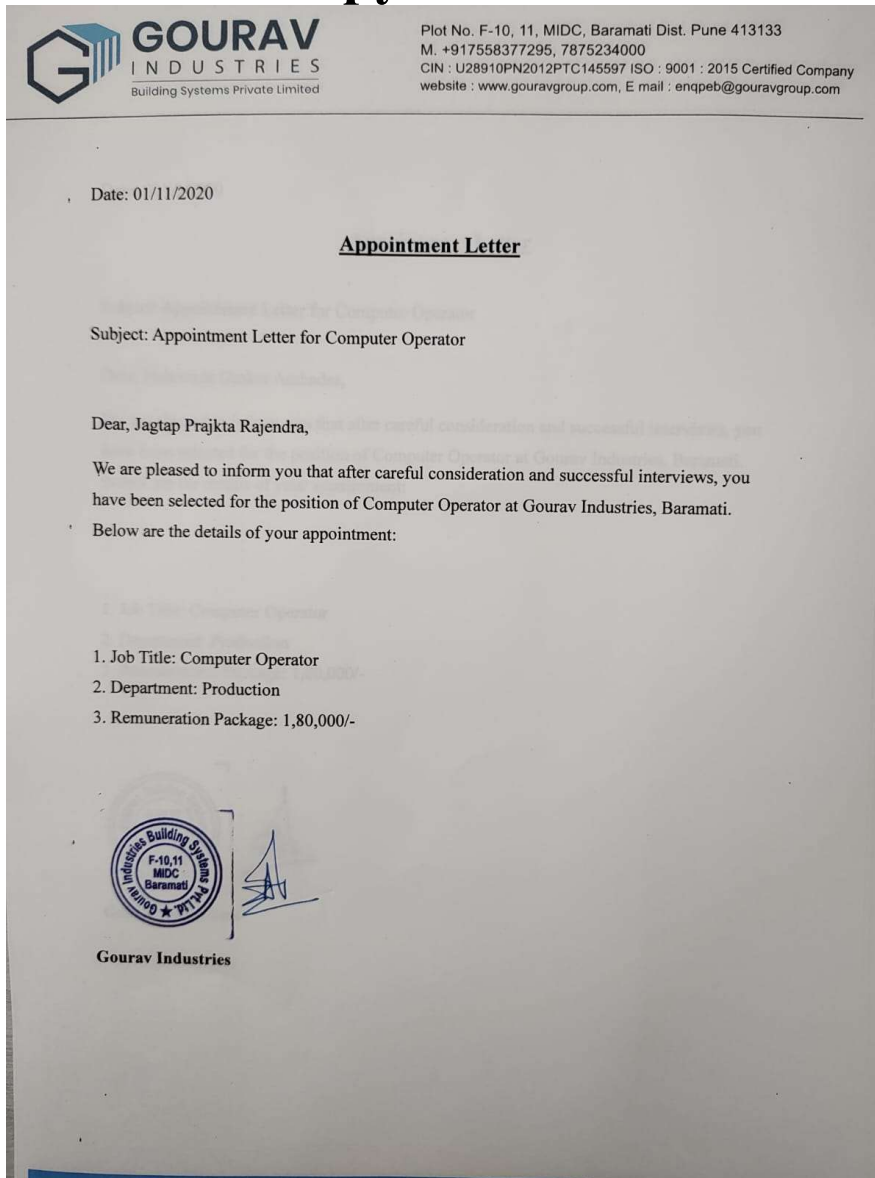 GOURAV
INDUSTRIES
Building Systems Private Limited
Plot No. F-10, 11, MIDC, Baramati Dist. Pune 413133
M. +917558377295, 7875234000
CIN : U28910PN2012PTC145597 ISO : 9001 : 2015 Certified Company
website : www.gouravgroup.com, E mail : enqpeb@gouravgroup.com
Date: 01/11/2020
Appointment Letter
Subject: Appointment Letter for Computer Operator
Dear, Jagtap Prajkta Rajendra,
We are pleased to inform you that after careful consideration and successful interviews, you
have been selected for the position of Computer Operator at Gourav Industries, Baramati.
Below are the details of your appointment:
1. Job Title: Computer Operator
2. Department: Production
3. Remuneration Package: 1,80,000/-
Gourav Industries Building Systems Pvt.Ltd.
F-10,11
MIDC
Baramati
Gourav Industries